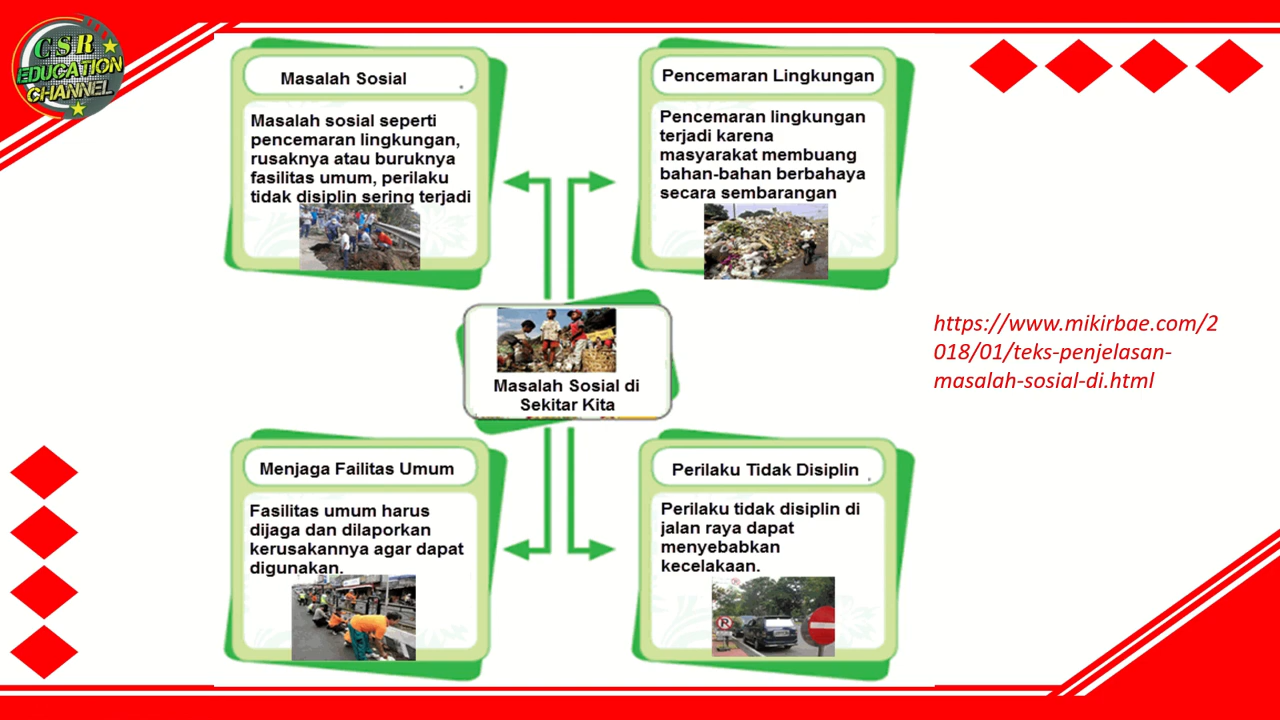 CSR
EDUCATION
CHANNEL
Masalah Sosial
Masalah sosial seperti
pencemaran lingkungan,
rusaknya atau buruknya
fasilitas umum, perilaku
tidak disiplin sering terjadi
Pencemaran Lingkungan
Pencemaran lingkungan
terjadi karena
masyarakat membuang
bahan-bahan berbahaya
secara sembarangan
Masalah Sosial di
Sekitar Kita
https://www.mikirbae.com/2
018/01/teks-penjelasan-
masalah-sosial-di.html
Menjaga Failitas Umum
Fasilitas umum harus
dijaga dan dilaporkan
kerusakannya agar dapat
digunakan.
Perilaku Tidak Disiplin
Perilaku tidak disiplin di
jalan raya dapat
menyebabkan
kecelakaan.